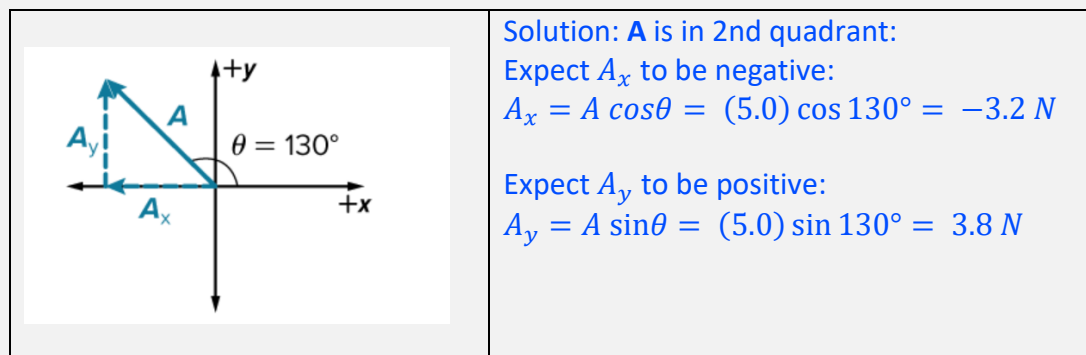 +y
A
A_y
θ = 130°
A_x
+x
Solution: A is in 2nd quadrant:
Expect A_x to be negative:
A_x = A cosθ = (5.0) cos 130° = −3.2 N
Expect A_y to be positive:
A_y = A sinθ = (5.0) sin 130° = 3.8 N